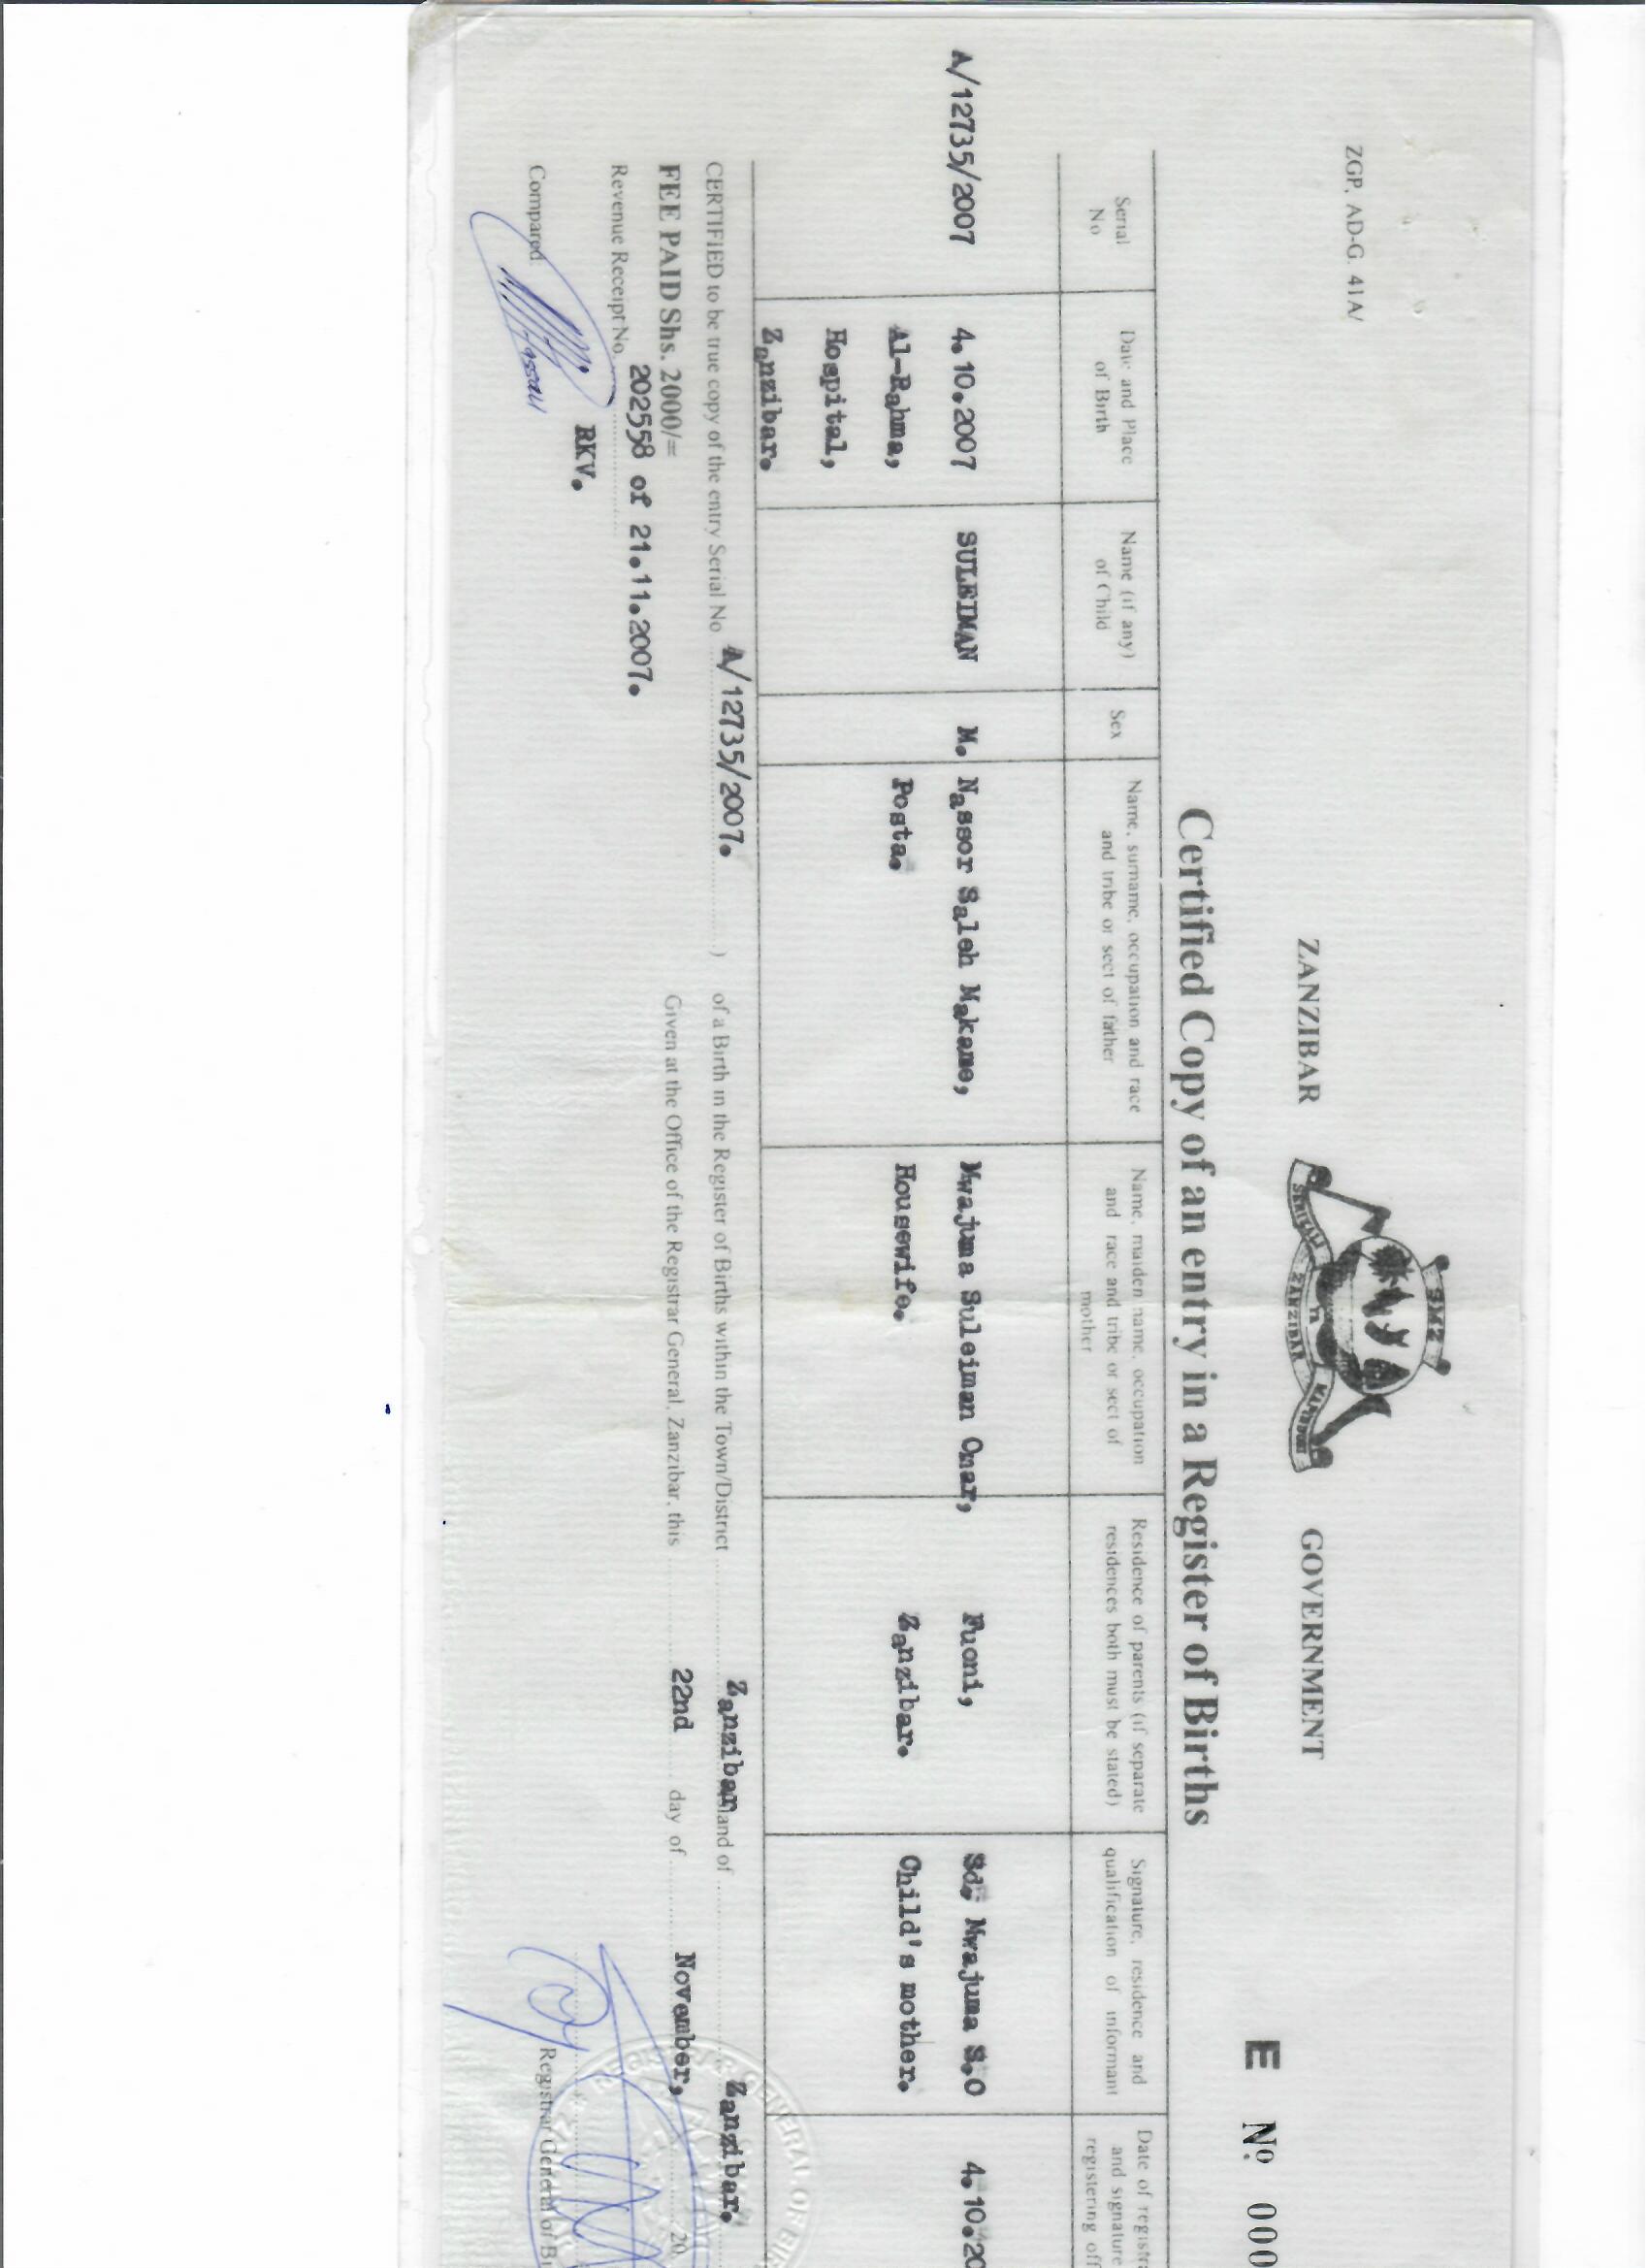 ZGP. AD-G. 41A/
ZANZIBAR
SMZ
SERIKALI YA MAPINDUZI ZANZIBAR
GOVERNMENT
E No 000
Certified Copy of an entry in a Register of Births
Serial No
Date and Place of Birth
Name (if any) of Child
Sex
Name, surname, occupation and race and tribe or sect of father
Name, maiden name, occupation and race and tribe or sect of mother
Residence of parents (if separate residences both must be stated)
Signature, residence and qualification of informant
Date of registr
and signature
registering off
A/12735/2007
4.10.2007
Al-Rahma,
Hospital,
Zanzibar.
SULEIMAN
M.
Nassor Saleh Makame,
Posta.
Mwajuma Suleiman Omar,
Housewife.
Fuoni,
Zanzibar.
Sd. Mwajuma S.O
Child's mother.
4.10.20
CERTIFIED to be true copy of the entry Serial No A/12735/2007. ) of a Birth in the Register of Births within the Town/District Zanzibar and of Zanzibar.
FEE PAID Shs. 2000/= Given at the Office of the Registrar General, Zanzibar, this 22nd day of November, 20
Revenue Receipt No. 202558 of 21.11.2007.
RKV.
Compared:
Registrar General of Bi